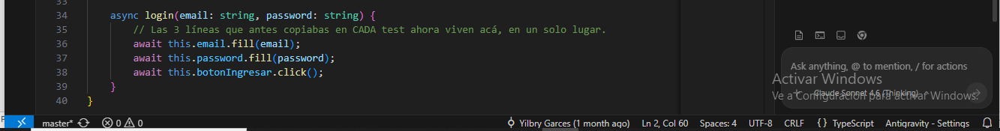 33
34 async login(email: string, password: string) {
35 // Las 3 líneas que antes copiabas en CADA test ahora viven acá, en un solo lugar.
36 await this.email.fill(email);
37 await this.password.fill(password);
38 await this.botonIngresar.click();
39 }
40 }
Ask anything, @ to mention, / for actions
Activar Windows
Claude Sonnet 4.6 (Thinking)
Ve a Configuración para activar Windows.
master* 0 0 Yilbry Garces (1 month ago) Ln 2, Col 60 Spaces: 4 UTF-8 CRLF {} TypeScript Antigravity - Settings